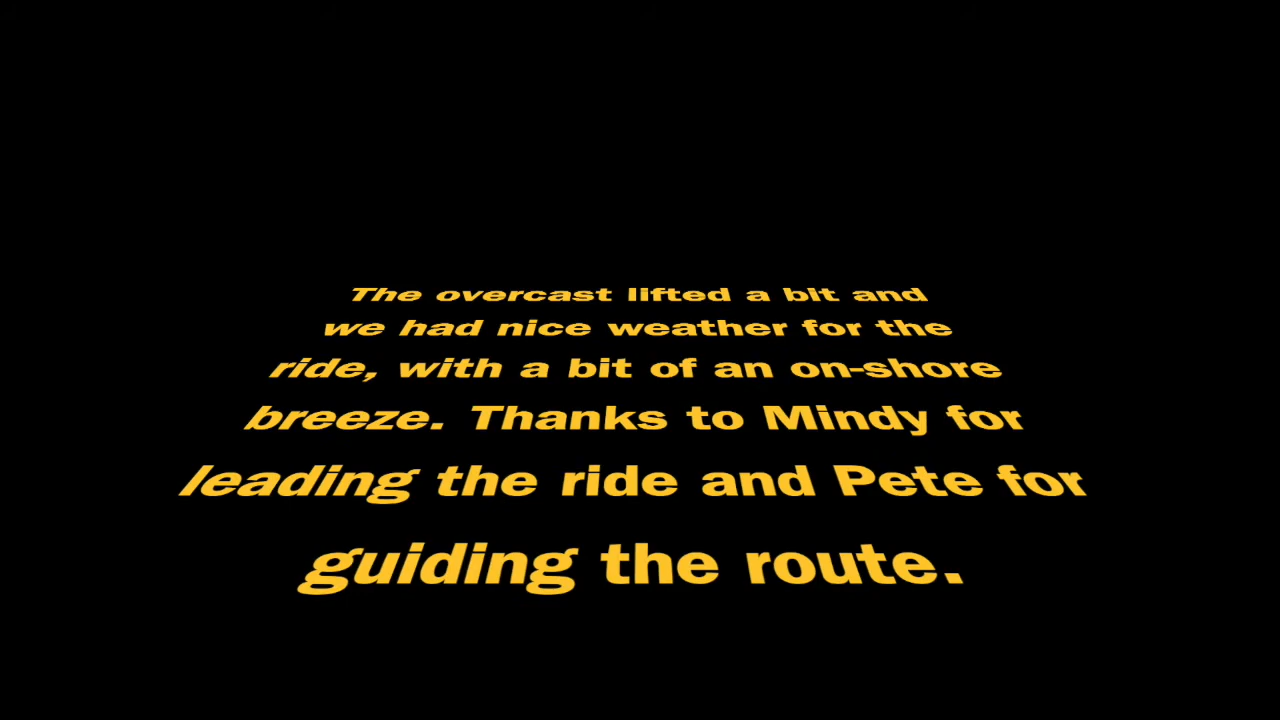 The overcast lifted a bit and
we had nice weather for the
ride, with a bit of an on-shore
breeze. Thanks to Mindy for
leading the ride and Pete for
guiding the route.